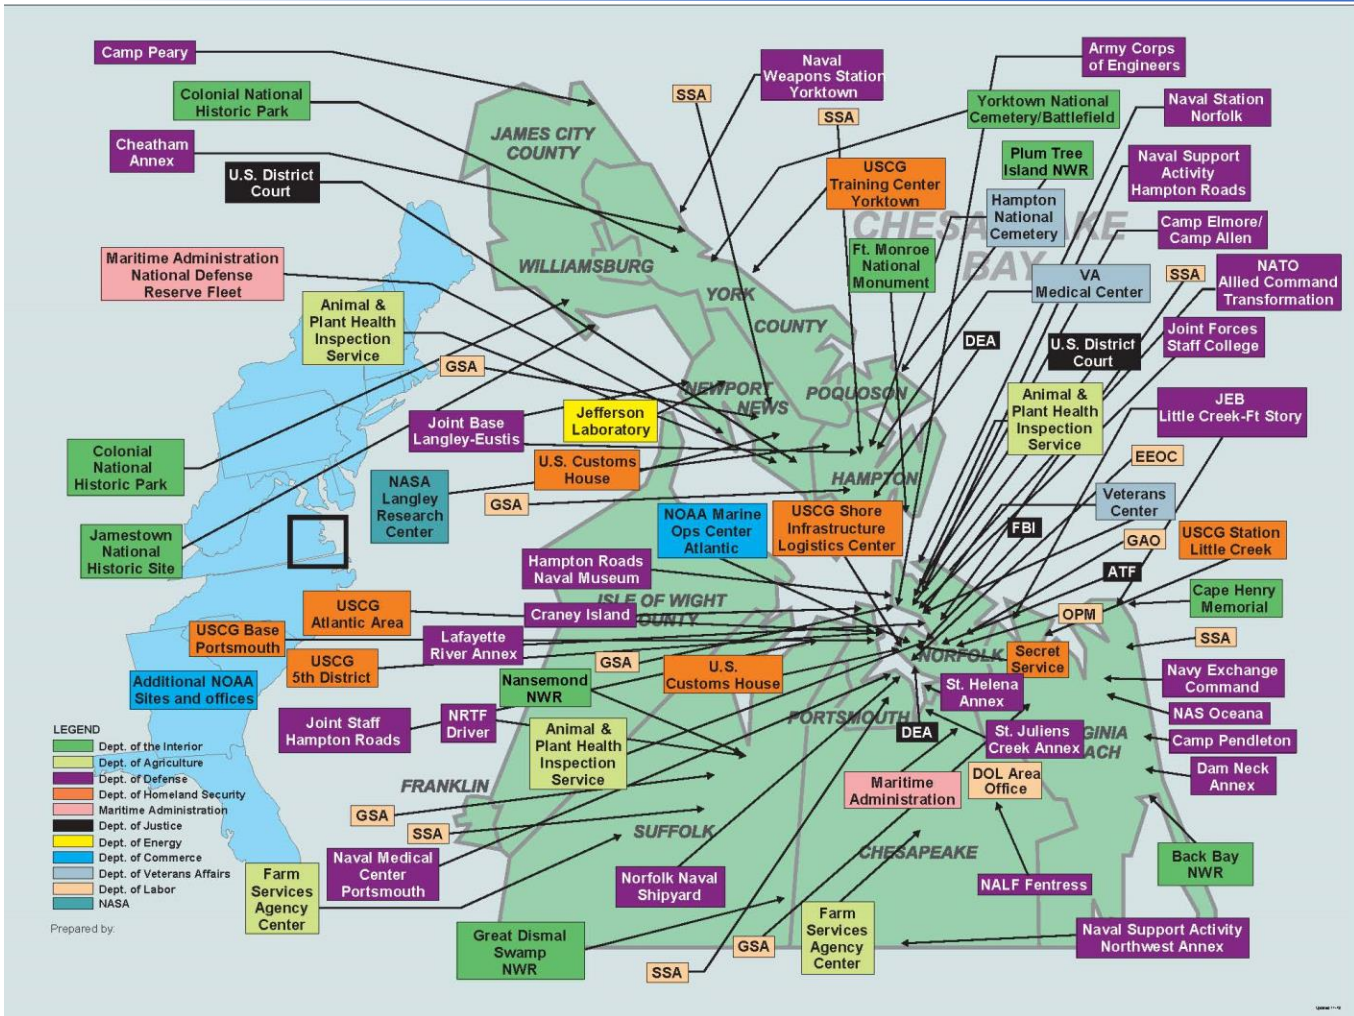 Camp Peary
Colonial National
Historic Park
Cheatham
Annex
U.S. District
Court
Maritime Administration
National Defense
Reserve Fleet
Animal &
Plant Health
Inspection
Service
GSA
Joint Base
Langley-Eustis
Jefferson
Laboratory
U.S. Customs
House
Colonial
National
Historic Park
NASA
Langley
Research
Center
GSA
Jamestown
National
Historic Site
SSA
Naval
Weapons Station
Yorktown
SSA
USCG
Training Center
Yorktown
Army Corps
of Engineers
Yorktown National
Cemetery/Battlefield
Naval Station
Norfolk
Plum Tree
Island NWR
Naval Support
Activity
Hampton Roads
Hampton
National
Cemetery
Camp Elmore/
Camp Allen
Ft. Monroe
National
Monument
VA
Medical Center
SSA
NATO
Allied Command
Transformation
DEA
U.S. District
Court
Joint Forces
Staff College
Animal &
Plant Health
Inspection
Service
JEB
Little Creek-Ft Story
EEOC
Veterans
Center
FBI
GAO
USCG Station
Little Creek
ATF
Cape Henry
Memorial
OPM
SSA
Secret
Service
Navy Exchange
Command
NAS Oceana
Camp Pendleton
Dam Neck
Annex
Back Bay
NWR
CHESAPEAKE
BAY
JAMES CITY
COUNTY
WILLIAMSBURG
YORK
COUNTY
NEWPORT
NEWS
POQUOSON
HAMPTON
ISLE OF WIGHT
COUNTY
NORFOLK
PORTSMOUTH
FRANKLIN
SUFFOLK
CHESAPEAKE
NOAA Marine
Ops Center
Atlantic
USCG Shore
Infrastructure
Logistics Center
Hampton Roads
Naval Museum
Craney Island
USCG
Atlantic Area
USCG Base
Portsmouth
Lafayette
River Annex
USCG
5th District
GSA
U.S.
Customs House
Additional NOAA
Sites and offices
Nansemond
NWR
Joint Staff
Hampton Roads
NRTF
Driver
Animal &
Plant Health
Inspection
Service
St. Helena
Annex
DEA
St. Juliens
Creek Annex
Maritime
Administration
DOL Area
Office
GSA
SSA
Naval Medical
Center
Portsmouth
Farm
Services
Agency
Center
Norfolk Naval
Shipyard
NALF Fentress
Great Dismal
Swamp
NWR
GSA
SSA
Farm
Services
Agency
Center
Naval Support Activity
Northwest Annex
LEGEND
Dept. of the Interior
Dept. of Agriculture
Dept. of Defense
Dept. of Homeland Security
Maritime Administration
Dept. of Justice
Dept. of Energy
Dept. of Commerce
Dept. of Veterans Affairs
Dept. of Labor
NASA
Prepared by: